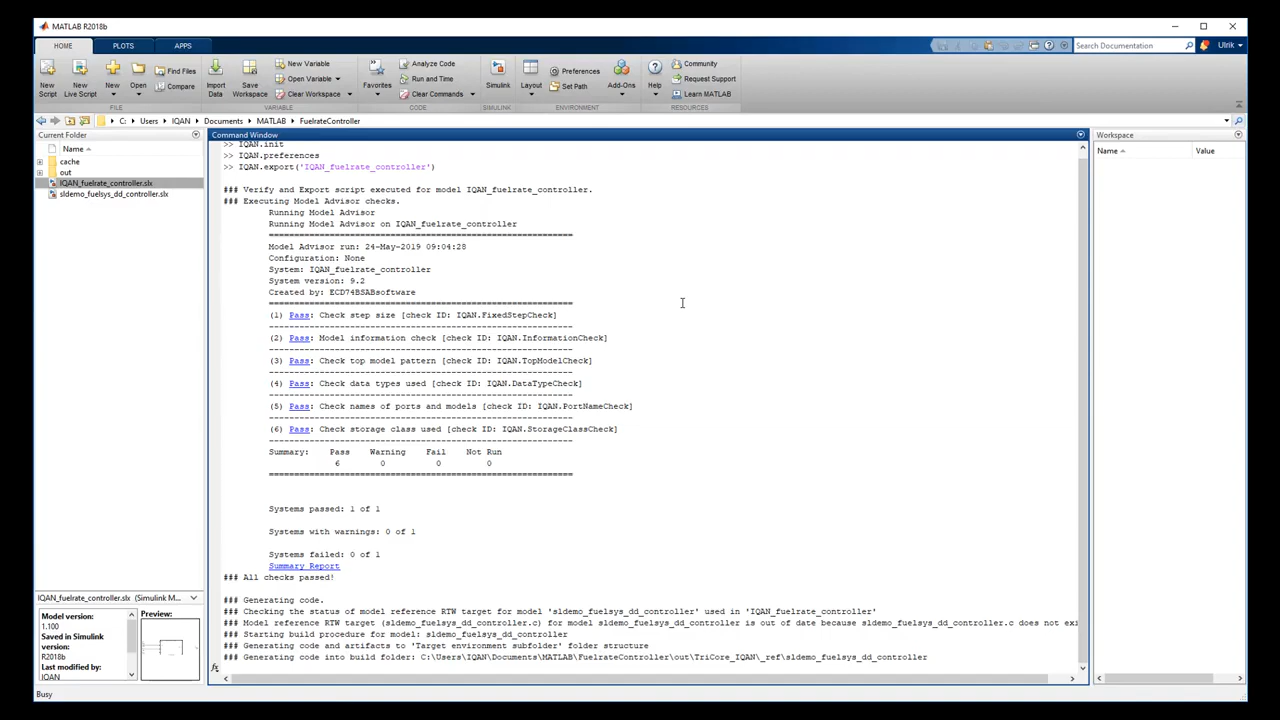 MATLAB R2018b
HOME PLOTS APPS
Search Documentation
Ulrik
New Script
New Live Script
New
Open
Find Files
Compare
FILE
Import Data
Save Workspace
New Variable
Open Variable
Clear Workspace
VARIABLE
Favorites
Analyze Code
Run and Time
Clear Commands
CODE
Simulink
SIMULINK
Layout
Preferences
Set Path
ENVIRONMENT
Add-Ons
Help
Community
Request Support
Learn MATLAB
RESOURCES
C: Users IQAN Documents MATLAB FuelrateController
Current Folder
Name
cache
out
IQAN_fuelrate_controller.slx
sldemo_fuelsys_dd_controller.slx
IQAN_fuelrate_controller.slx (Simulink M...
Model version:
1.100
Saved in Simulink
version:
R2018b
Last modified by:
IQAN
Preview:
Command Window
>> IQAN.init
>> IQAN.preferences
>> IQAN.export('IQAN_fuelrate_controller')
### Verify and Export script executed for model IQAN_fuelrate_controller.
### Executing Model Advisor checks.
Running Model Advisor
Running Model Advisor on IQAN_fuelrate_controller
============================================================
Model Advisor run: 24-May-2019 09:04:28
Configuration: None
System: IQAN_fuelrate_controller
System version: 9.2
Created by: ECD74BSABsoftware
============================================================
(1) Pass: Check step size [check ID: IQAN.FixedStepCheck]
------------------------------------------------------------
(2) Pass: Model information check [check ID: IQAN.InformationCheck]
------------------------------------------------------------
(3) Pass: Check top model pattern [check ID: IQAN.TopModelCheck]
------------------------------------------------------------
(4) Pass: Check data types used [check ID: IQAN.DataTypeCheck]
------------------------------------------------------------
(5) Pass: Check names of ports and models [check ID: IQAN.PortNameCheck]
------------------------------------------------------------
(6) Pass: Check storage class used [check ID: IQAN.StorageClassCheck]
------------------------------------------------------------
Summary: Pass Warning Fail Not Run
6 0 0 0
============================================================
Systems passed: 1 of 1
Systems with warnings: 0 of 1
Systems failed: 0 of 1
Summary Report
### All checks passed!
### Generating code.
### Checking the status of model reference RTW target for model 'sldemo_fuelsys_dd_controller' used in 'IQAN_fuelrate_controller'
### Model reference RTW target (sldemo_fuelsys_dd_controller.c) for model sldemo_fuelsys_dd_controller is out of date because sldemo_fuelsys_dd_controller.c does not exi
### Starting build procedure for model: sldemo_fuelsys_dd_controller
### Generating code and artifacts to 'Target environment subfolder' folder structure
### Generating code into build folder: C:\Users\IQAN\Documents\MATLAB\FuelrateController\out\TriCore_IQAN\_ref\sldemo_fuelsys_dd_controller
fx
Workspace
Name Value
Busy